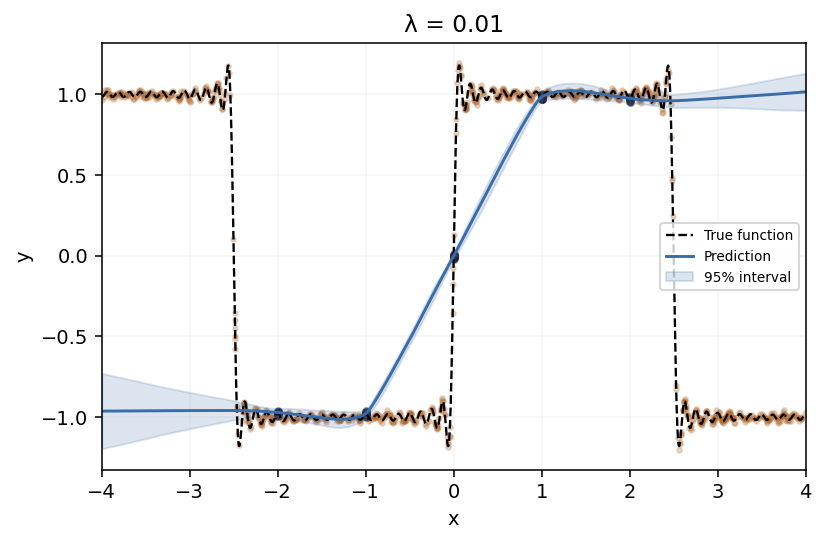 λ = 0.01
y
1.0
0.5
0.0
−0.5
−1.0
True function
Prediction
95% interval
−4
−3
−2
−1
0
1
2
3
4
x